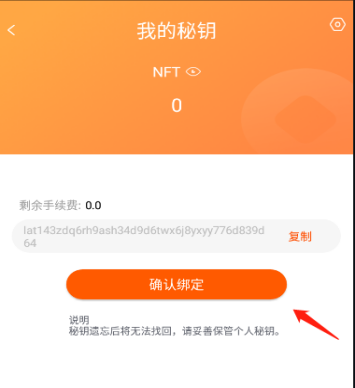 我的秘钥
NFT
0
剩余手续费: 0.0
lat143zdq6rh9ash34d9d6twx6j8yxyy776d839d
64
复制
确认绑定
说明
秘钥遗忘后将无法找回，请妥善保管个人秘钥。